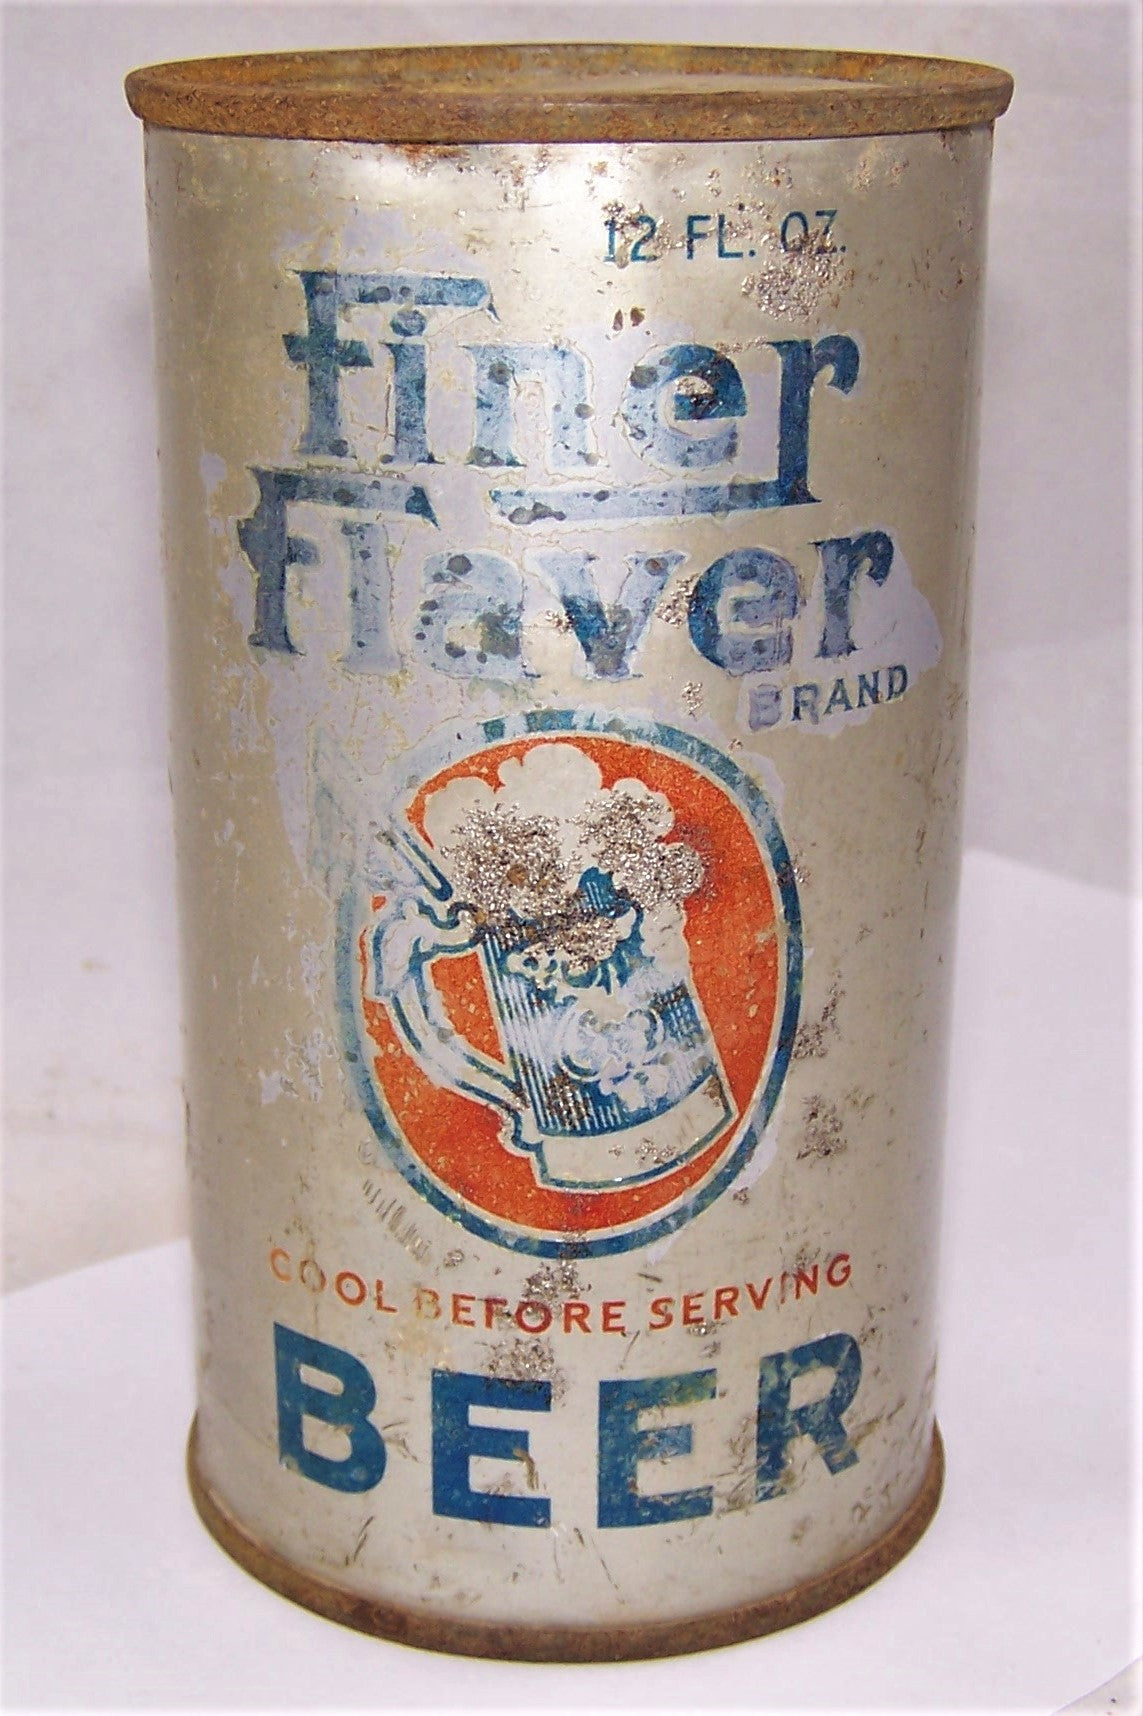 12 FL. OZ.
Finer
Flaver
BRAND
COOL BEFORE SERVING
BEER